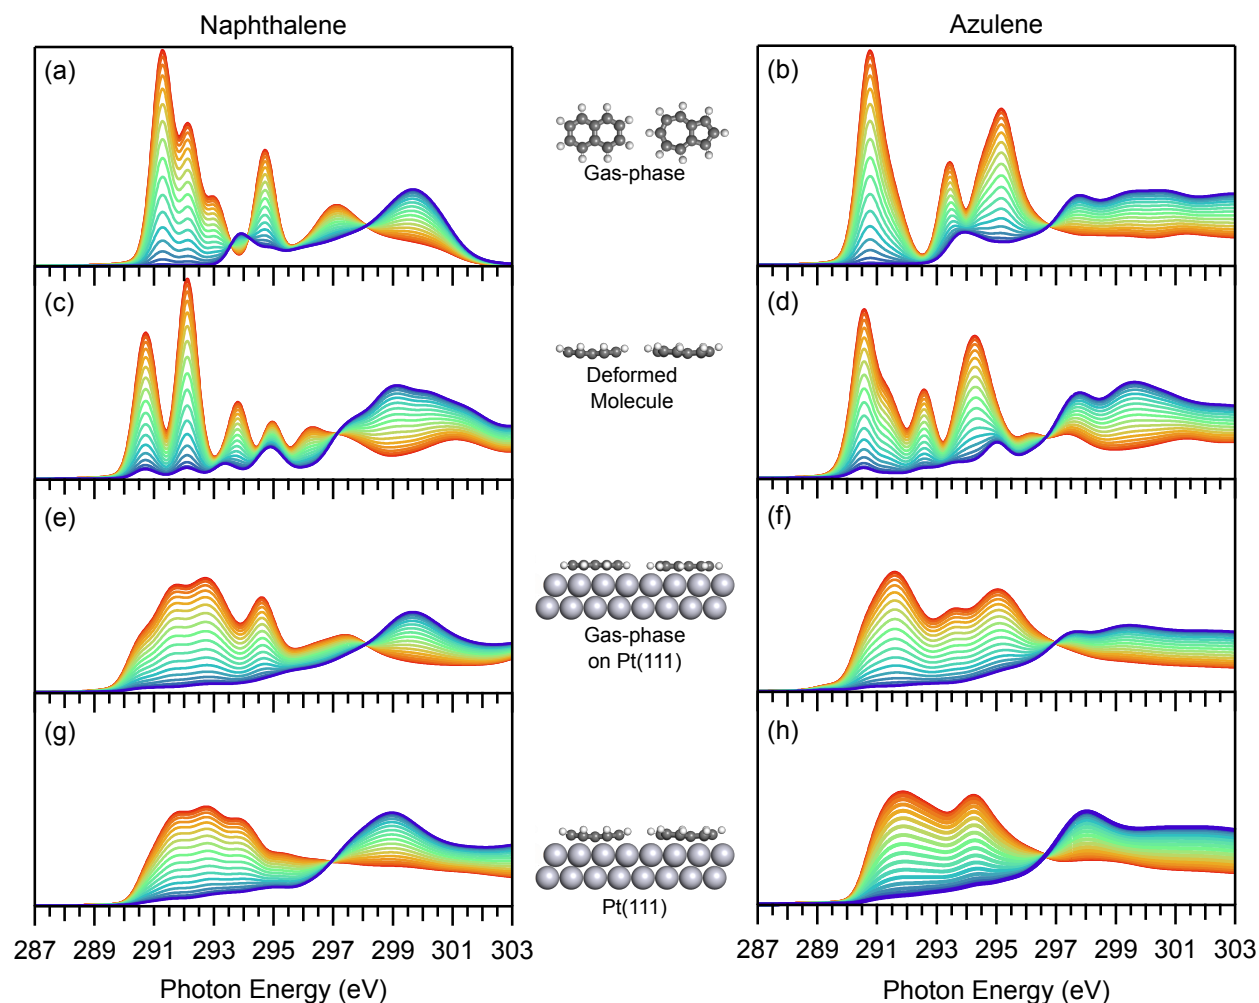 Naphthalene
Azulene
(a)
(b)
Gas-phase
(c)
(d)
Deformed
Molecule
(e)
(f)
Gas-phase
on Pt(111)
(g)
(h)
Pt(111)
287 289 291 293 295 297 299 301 303
287 289 291 293 295 297 299 301 303
Photon Energy (eV)
Photon Energy (eV)